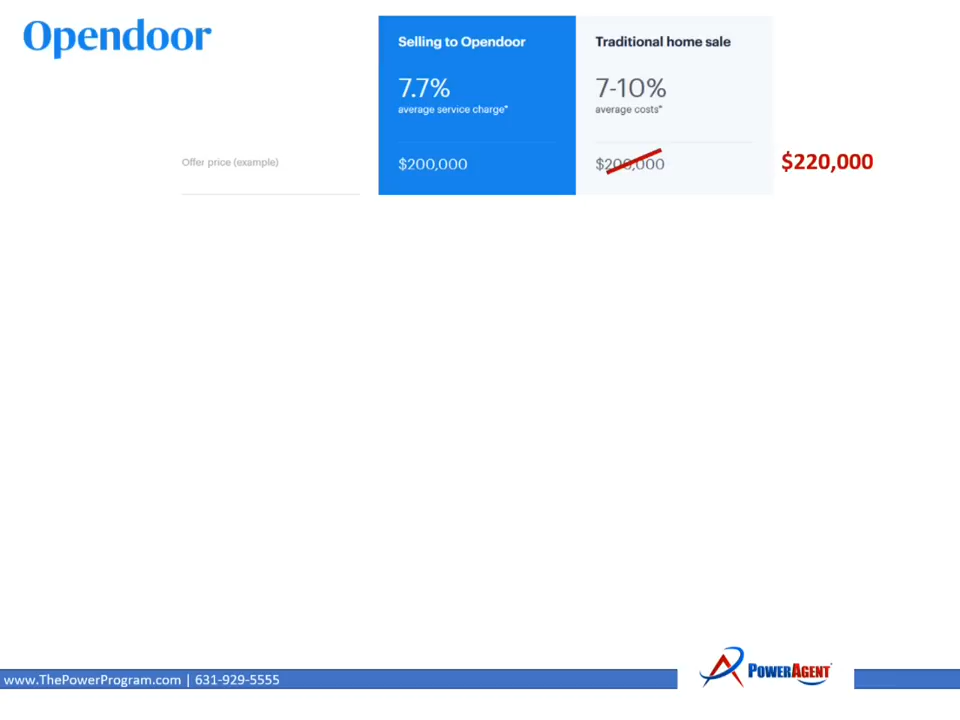 Opendoor
Selling to Opendoor
7.7%
average service charge*
Traditional home sale
7-10%
average costs*
Offer price (example)
$200,000
$200,000
$220,000
www.ThePowerProgram.com | 631-929-5555
POWERAGENT